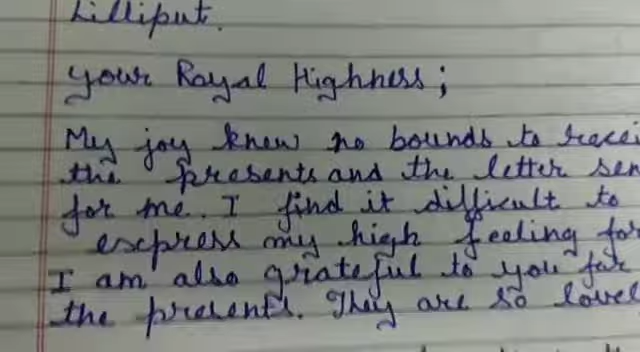 Lilliput.
Your Royal Highness;
My joy knew no bounds to recei
the presents and the letter sen
for me. I find it difficult to
express my high feeling for
I am also grateful to you for
the presents. They are so lovel